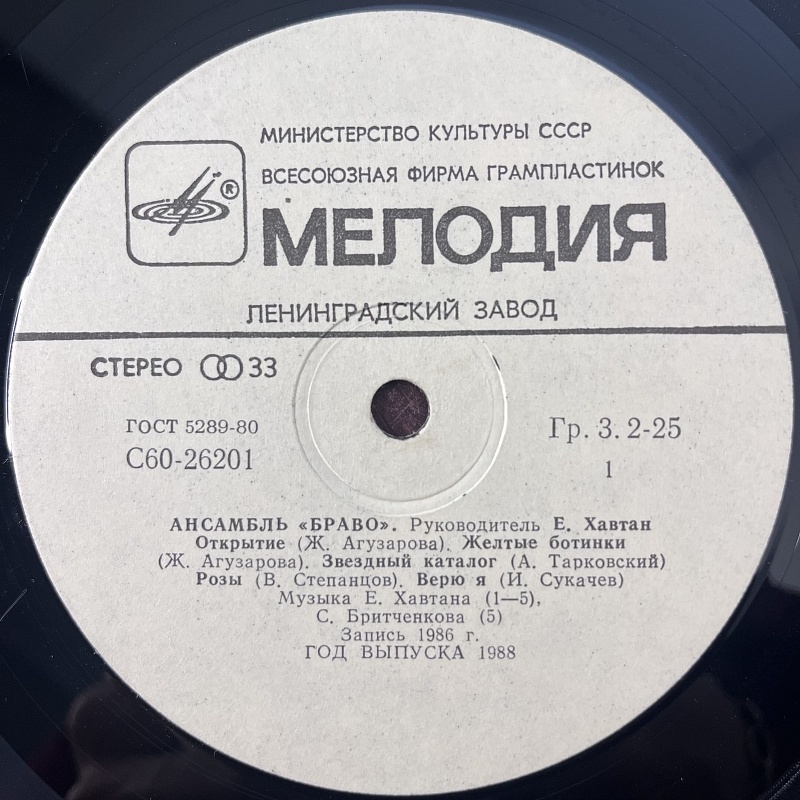 МИНИСТЕРСТВО КУЛЬТУРЫ СССР
ВСЕСОЮЗНАЯ ФИРМА ГРАМПЛАСТИНОК
®
МЕЛОДИЯ
ЛЕНИНГРАДСКИЙ ЗАВОД
СТЕРЕО 33
ГОСТ 5289-80
Гр. 3. 2-25
С60-26201
1
АНСАМБЛЬ «БРАВО». Руководитель Е. Хавтан
Открытие (Ж. Агузарова). Желтые ботинки
(Ж. Агузарова). Звездный каталог (А. Тарковский)
Розы (В. Степанцов). Верю я (И. Сукачев)
Музыка Е. Хавтана (1—5),
С. Бритченкова (5)
Запись 1986 г.
ГОД ВЫПУСКА 1988